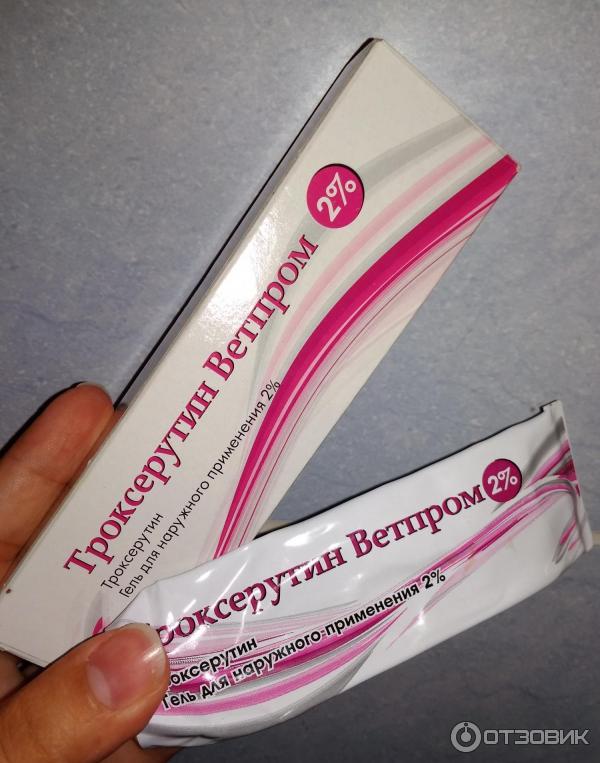 Троксерутин Ветпром 2%
Троксерутин
Гель для наружного применения 2%
роксерутин Ветпром 2%
роксерутин
Гель для наружного применения 2%
ОТЗОВИК